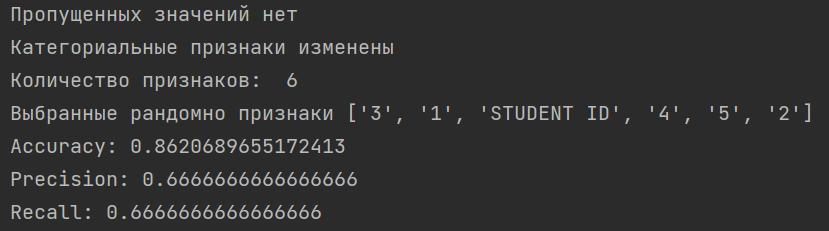 Пропущенных значений нет
Категориальные признаки изменены
Количество признаков:  6
Выбранные рандомно признаки ['3', '1', 'STUDENT ID', '4', '5', '2']
Accuracy: 0.8620689655172413
Precision: 0.6666666666666666
Recall: 0.6666666666666666